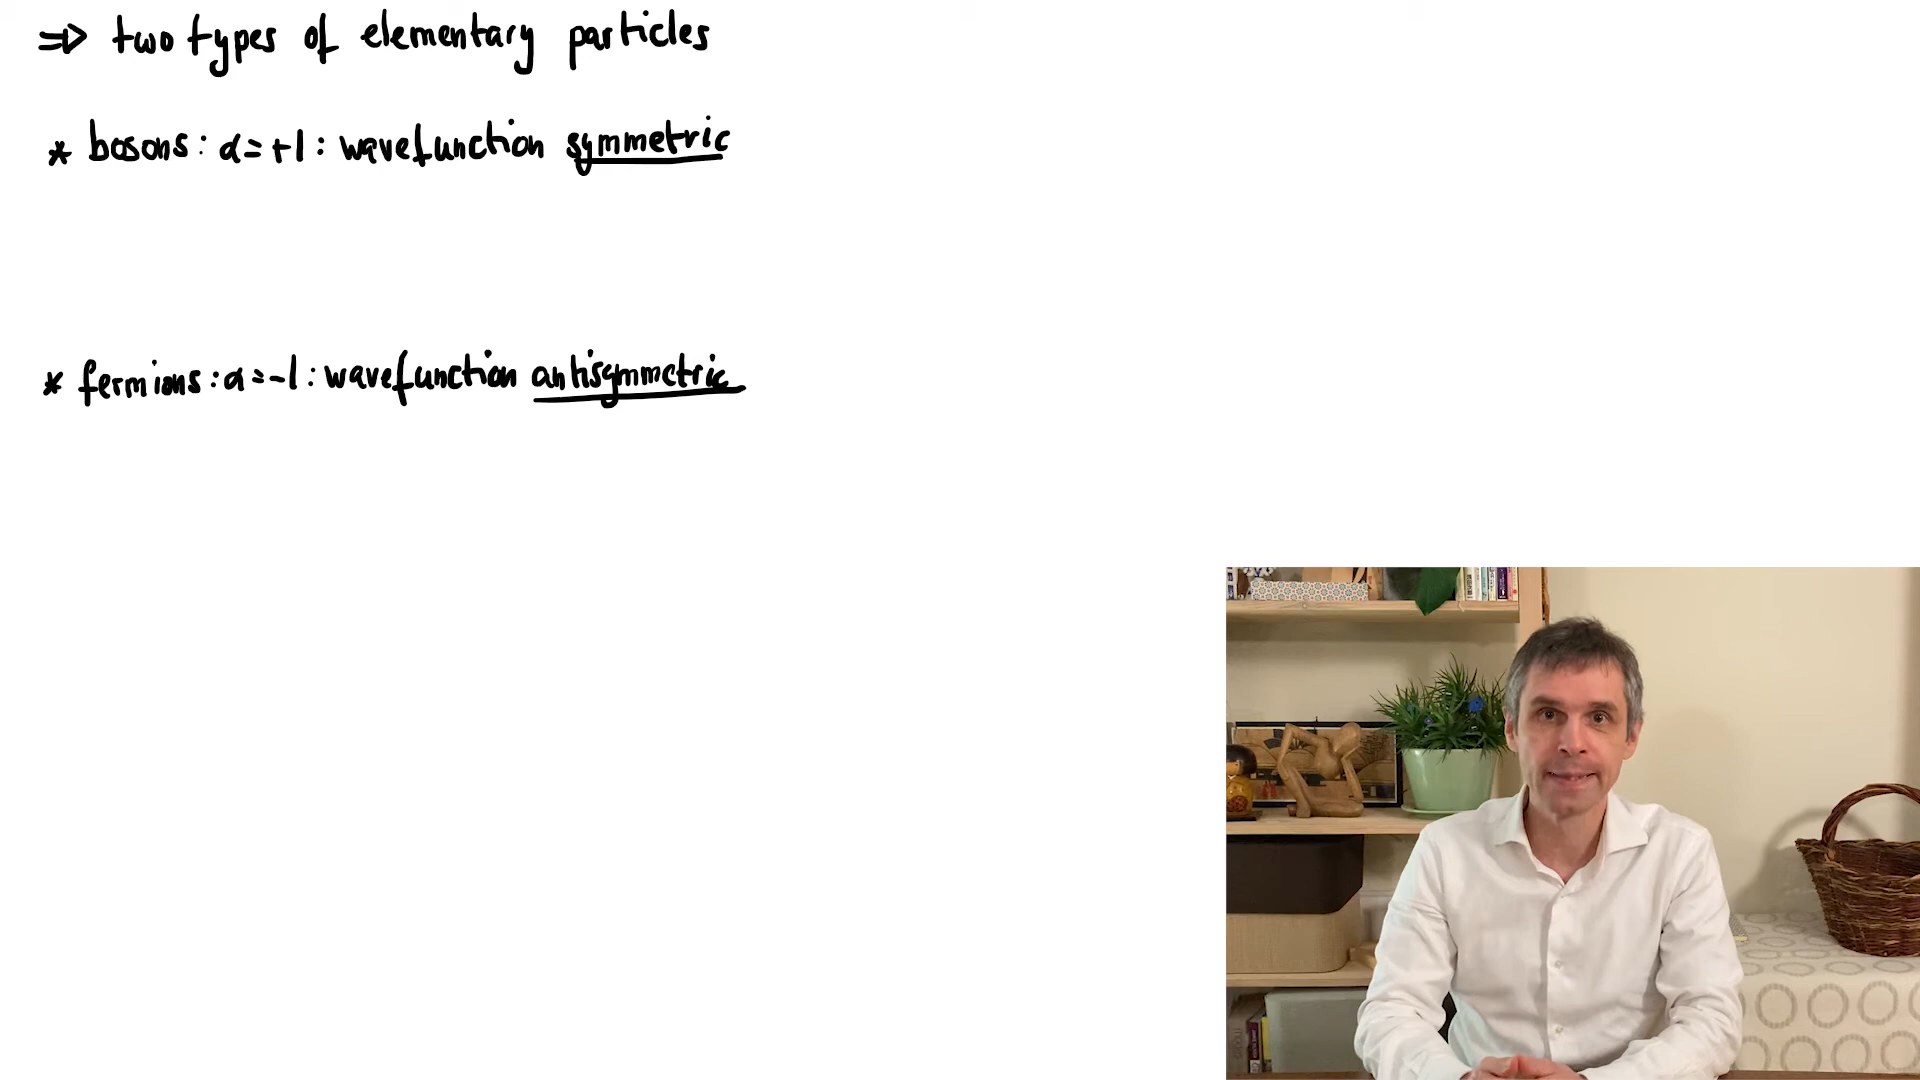 ⇒ two types of elementary particles
* bosons: α=+1: wavefunction symmetric
* fermions: α=-1: wavefunction antisymmetric